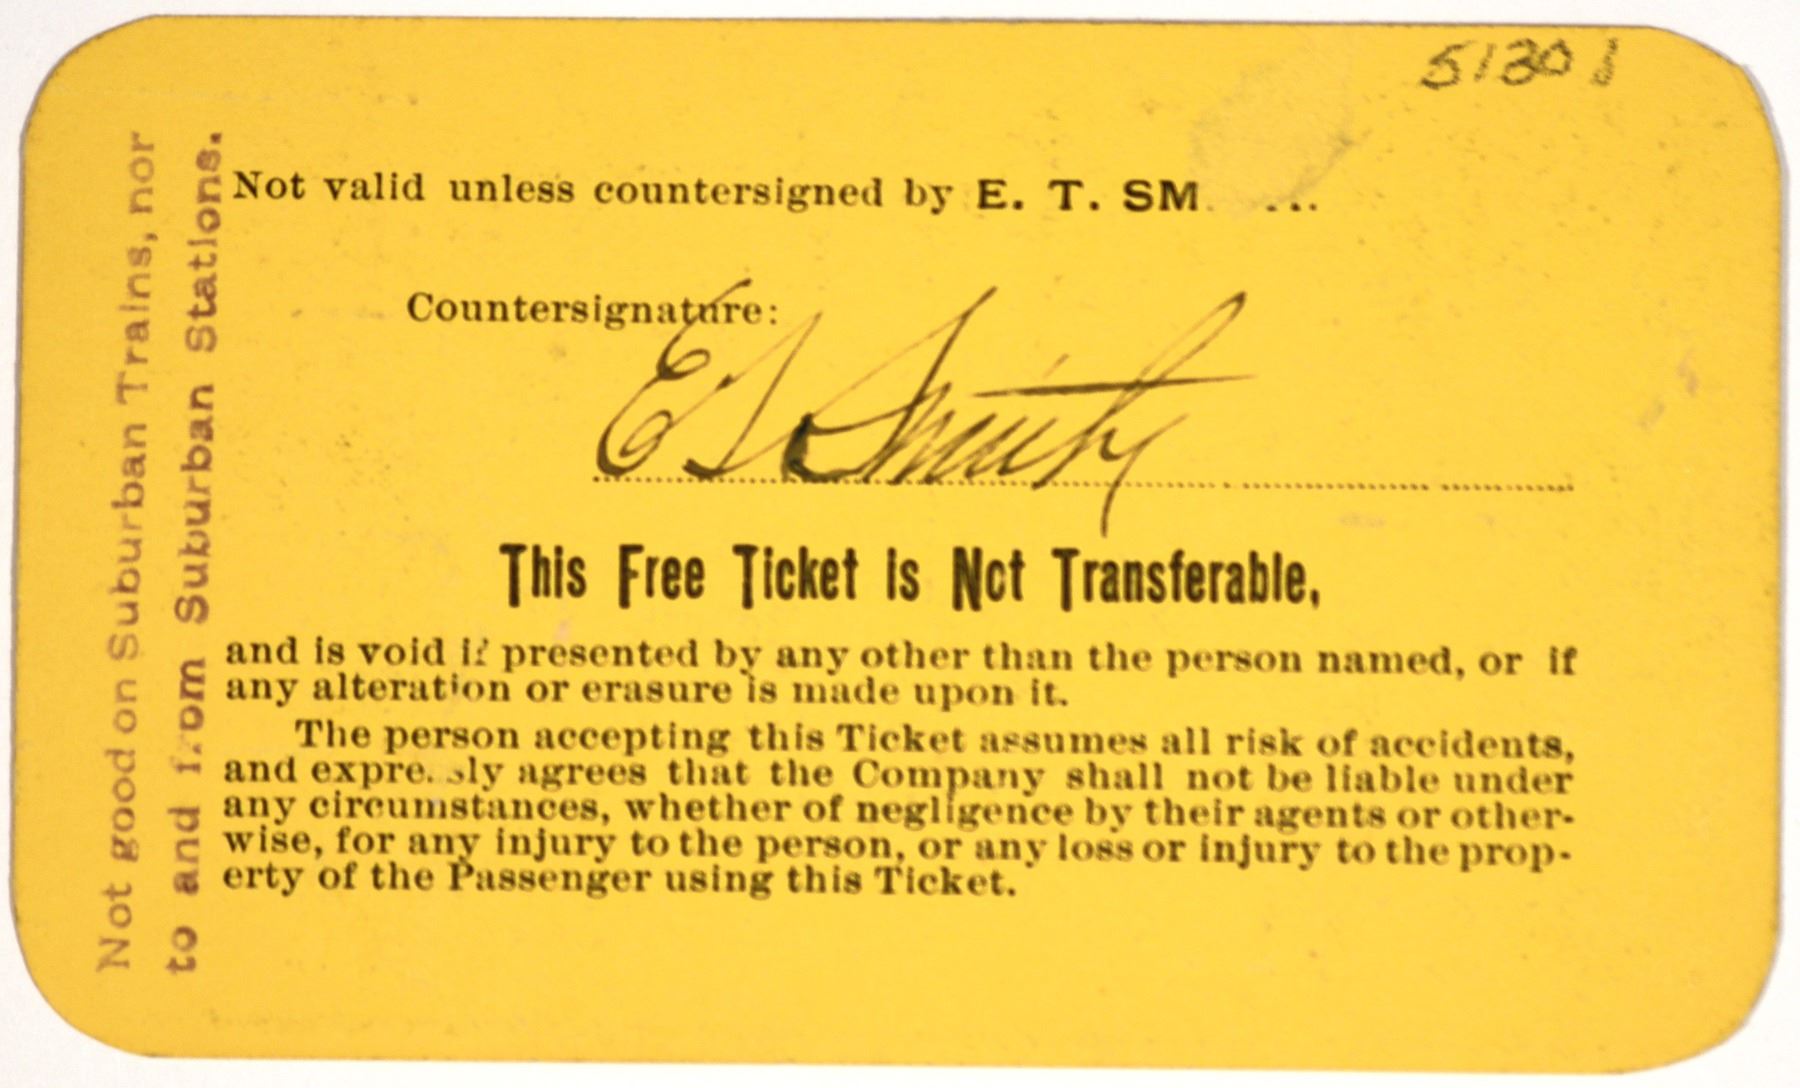 5130
Not good on Suburban Trains, nor
to and from Suburban Stations.
Not valid unless countersigned by E. T. SM
Countersignature:
E T Smith
This Free Ticket is Not Transferable,
and is void if presented by any other than the person named, or if
any alteration or erasure is made upon it.
The person accepting this Ticket assumes all risk of accidents,
and expressly agrees that the Company shall not be liable under
any circumstances, whether of negligence by their agents or other-
wise, for any injury to the person, or any loss or injury to the prop-
erty of the Passenger using this Ticket.